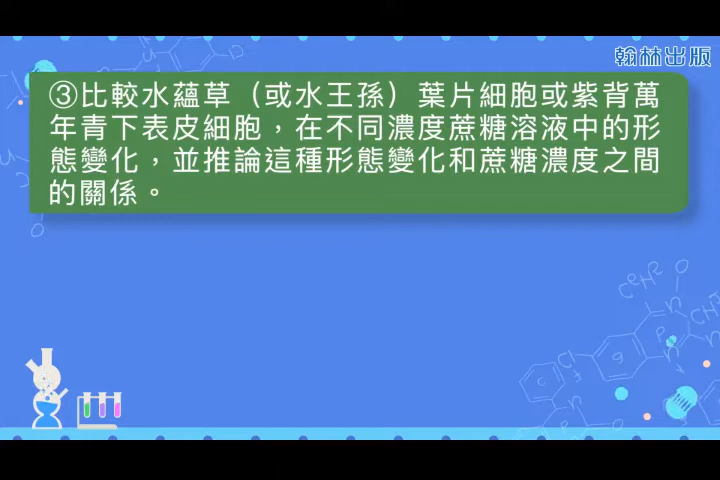 翰林出版
③比較水蘊草（或水王孫）葉片細胞或紫背萬
年青下表皮細胞，在不同濃度蔗糖溶液中的形
態變化，並推論這種形態變化和蔗糖濃度之間
的關係。